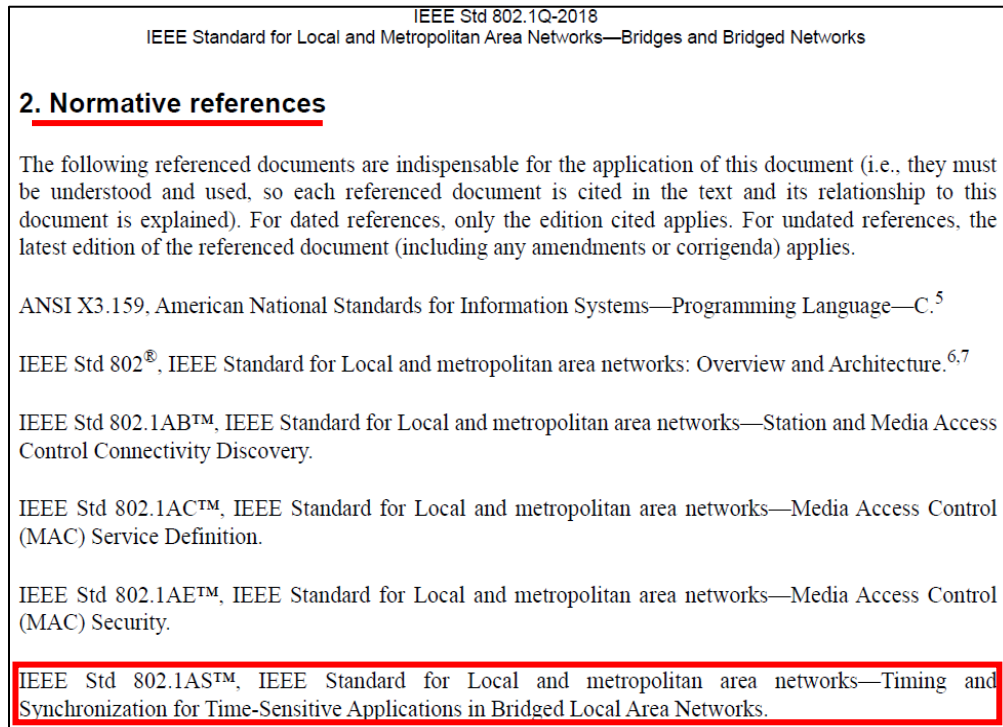 IEEE Std 802.1Q-2018
IEEE Standard for Local and Metropolitan Area Networks—Bridges and Bridged Networks
2. Normative references
The following referenced documents are indispensable for the application of this document (i.e., they must
be understood and used, so each referenced document is cited in the text and its relationship to this
document is explained). For dated references, only the edition cited applies. For undated references, the
latest edition of the referenced document (including any amendments or corrigenda) applies.
ANSI X3.159, American National Standards for Information Systems—Programming Language—C.⁵
IEEE Std 802®, IEEE Standard for Local and metropolitan area networks: Overview and Architecture.⁶,⁷
IEEE Std 802.1AB™, IEEE Standard for Local and metropolitan area networks—Station and Media Access
Control Connectivity Discovery.
IEEE Std 802.1AC™, IEEE Standard for Local and metropolitan area networks—Media Access Control
(MAC) Service Definition.
IEEE Std 802.1AE™, IEEE Standard for Local and metropolitan area networks—Media Access Control
(MAC) Security.
IEEE Std 802.1AS™, IEEE Standard for Local and metropolitan area networks—Timing and
Synchronization for Time-Sensitive Applications in Bridged Local Area Networks.